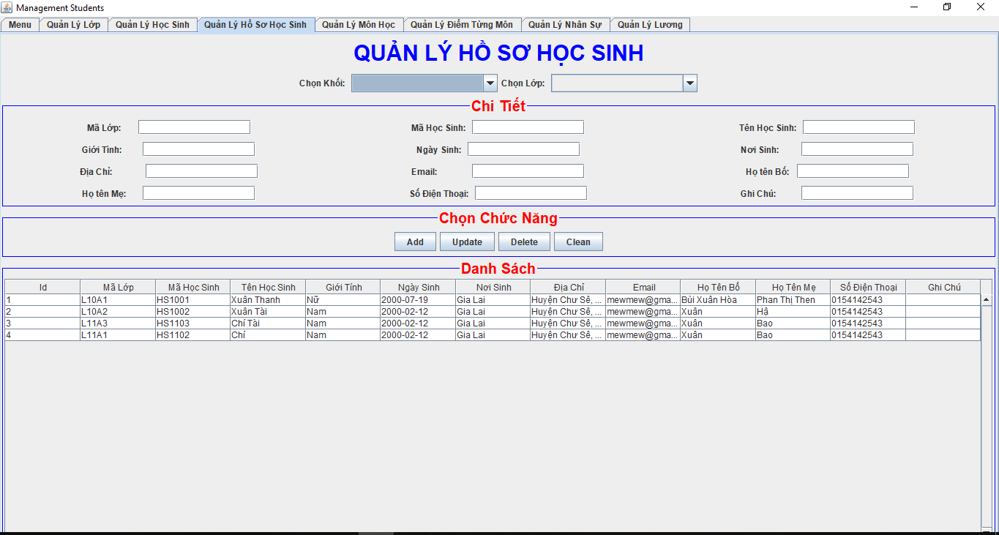 Management Students
Menu Quản Lý Lớp Quản Lý Học Sinh Quản Lý Hồ Sơ Học Sinh Quản Lý Môn Học Quản Lý Điểm Từng Môn Quản Lý Nhân Sự Quản Lý Lương
QUẢN LÝ HỒ SƠ HỌC SINH
Chọn Khối: Chọn Lớp:
Chi Tiết
Mã Lớp: Mã Học Sinh: Tên Học Sinh:
Giới Tính: Ngày Sinh: Nơi Sinh:
Địa Chỉ: Email: Họ tên Bố:
Họ tên Mẹ: Số Điện Thoại: Ghi Chú:
Chọn Chức Năng
Add Update Delete Clean
Danh Sách
Id Mã Lớp Mã Học Sinh Tên Học Sinh Giới Tính Ngày Sinh Nơi Sinh Địa Chỉ Email Họ Tên Bố Họ Tên Mẹ Số Điện Thoại Ghi Chú
1 L10A1 HS1001 Xuân Thanh Nữ 2000-07-19 Gia Lai Huyện Chư Sê, ... mewmew@gma... Bùi Xuân Hòa Phan Thị Then 0154142543
2 L10A2 HS1002 Xuân Tài Nam 2000-02-12 Gia Lai Huyện Chư Sê, ... mewmew@gma... Xuân Hậ 0154142543
3 L11A3 HS1103 Chí Tài Nam 2000-02-12 Gia Lai Huyện Chư Sê, ... mewmew@gma... Xuân Bao 0154142543
4 L11A1 HS1102 Chí Nam 2000-02-12 Gia Lai Huyện Chư Sê, ... mewmew@gma... Xuân Bao 0154142543